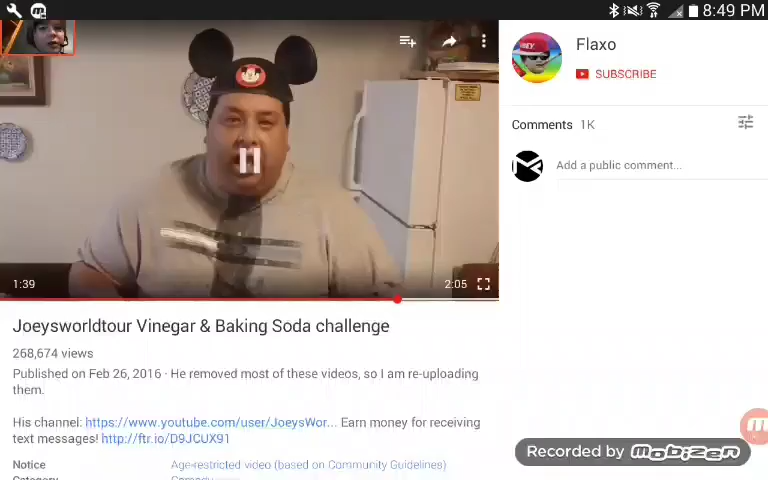 8:49 PM
Flaxo
SUBSCRIBE
Comments 1K
Add a public comment...
1:39
2:05
Joeysworldtour Vinegar & Baking Soda challenge
268,674 views
Published on Feb 26, 2016 · He removed most of these videos, so I am re-uploading
them.
His channel: https://www.youtube.com/user/JoeysWor... Earn money for receiving
text messages! http://ftr.io/D9JCUX91
Notice Age-restricted video (based on Community Guidelines)
Category Comedy
Recorded by MOBIZEN